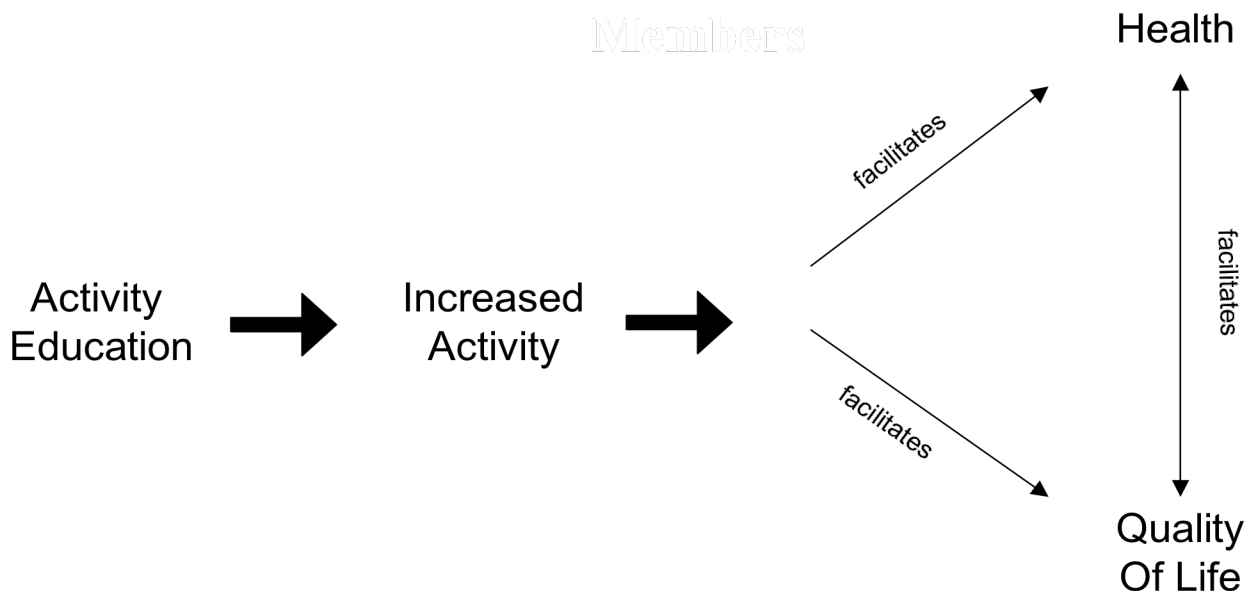 Members
Health
facilitates
facilitates
Activity
Education
Increased
Activity
facilitates
Quality
Of Life